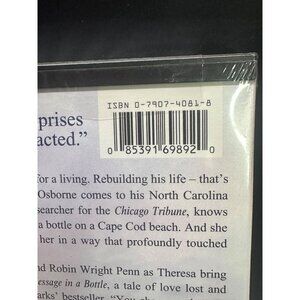 ISBN 0-7907-4081-8
prises
acted.”
0 85391 69892 0
for a living. Rebuilding his life – that's
Osborne comes to his North Carolina
searcher for the Chicago Tribune, knows
a bottle on a Cape Cod beach. And she
her in a way that profoundly touched
nd Robin Wright Penn as Theresa bring
essage in a Bottle, a tale of love lost and
arks' bestseller. “You